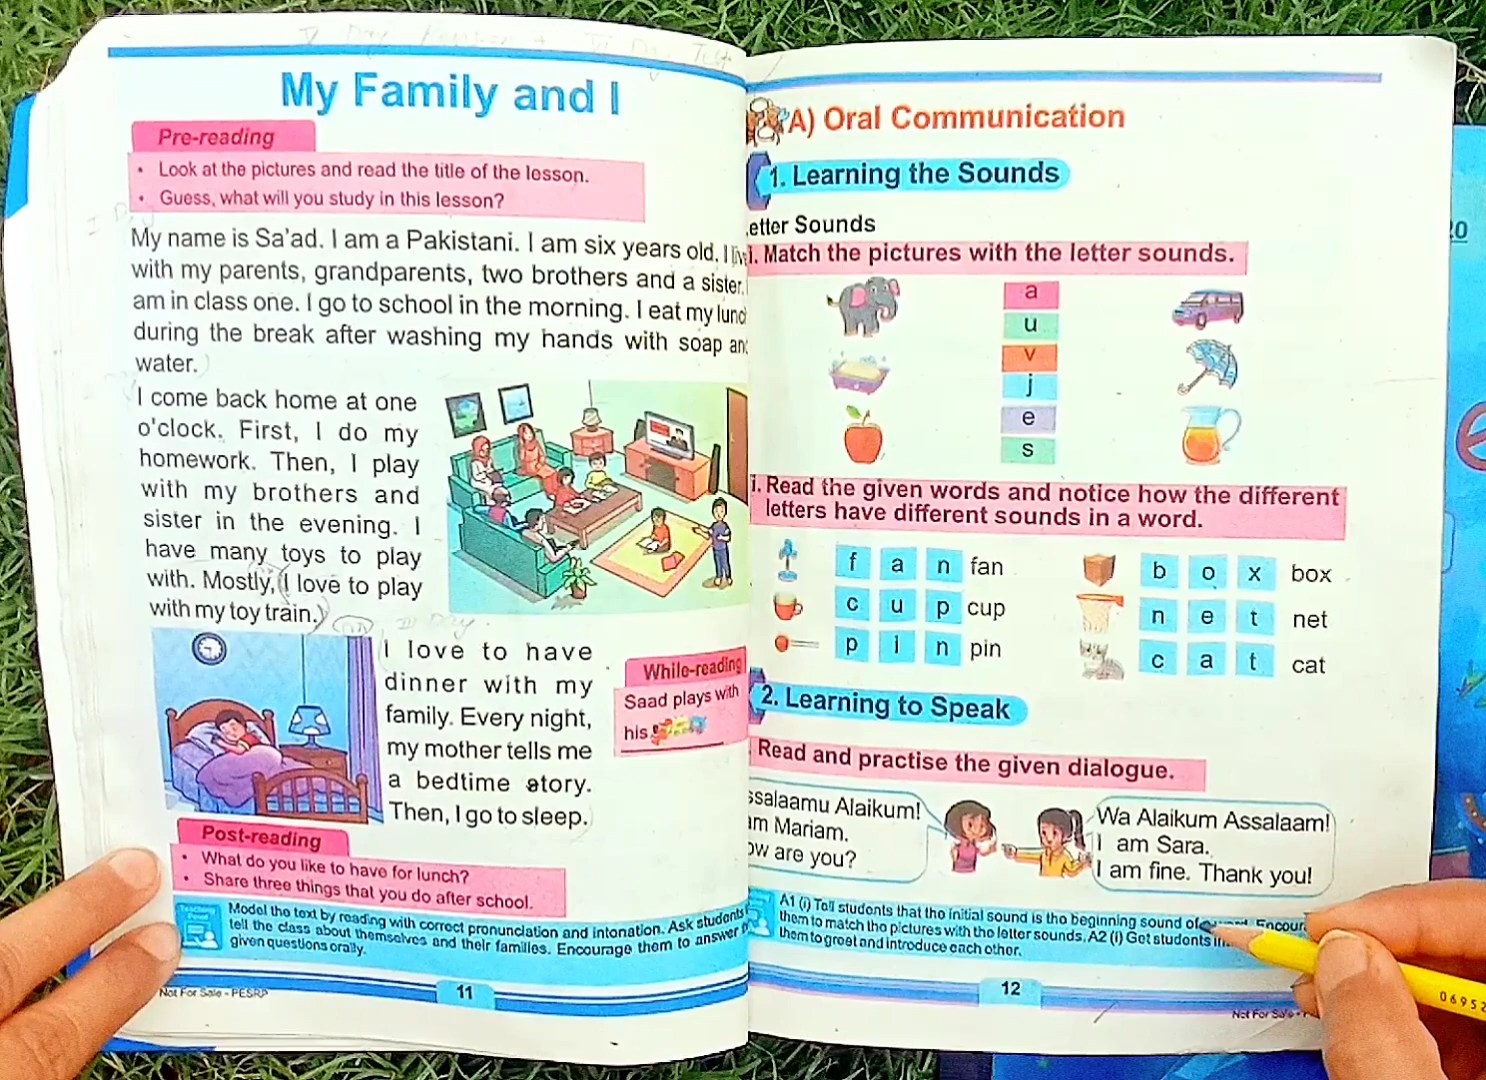 My Family and I
Pre-reading
• Look at the pictures and read the title of the lesson.
• Guess, what will you study in this lesson?
My name is Sa'ad. I am a Pakistani. I am six years old. I
with my parents, grandparents, two brothers and a sister.
am in class one. I go to school in the morning. I eat my
during the break after washing my hands with soap
water.
I come back home at one
o'clock. First, I do my
homework. Then, I play
with my brothers and
sister in the evening. I
have many toys to play
with. Mostly, (I love to play
with my toy train.)
III Day.
I love to have
dinner with my
family. Every night,
my mother tells me
a bedtime story.
Then, I go to sleep.
While-reading
Saad plays with
his
Post-reading
• What do you like to have for lunch?
• Share three things that you do after school.
Model the text by reading with correct pronunciation and intonation. Ask students
tell the class about themselves and their families. Encourage them to answer
given questions orally.
Not For Sale - PESRP
11
A) Oral Communication
1. Learning the Sounds
etter Sounds
i. Match the pictures with the letter sounds.
a
u
v
j
e
s
i. Read the given words and notice how the different
letters have different sounds in a word.
f a n fan
b o x box
c u p cup
n e t net
p i n pin
c a t cat
2. Learning to Speak
Read and practise the given dialogue.
ssalaamu Alaikum!
am Mariam.
ow are you?
Wa Alaikum Assalaam!
I am Sara.
I am fine. Thank you!
A1 (i) Tell students that the initial sound is the beginning sound of
them to match the pictures with the letter sounds. A2 (i) Get students
them to greet and introduce each other.
12
Not For Sale -
06952
20